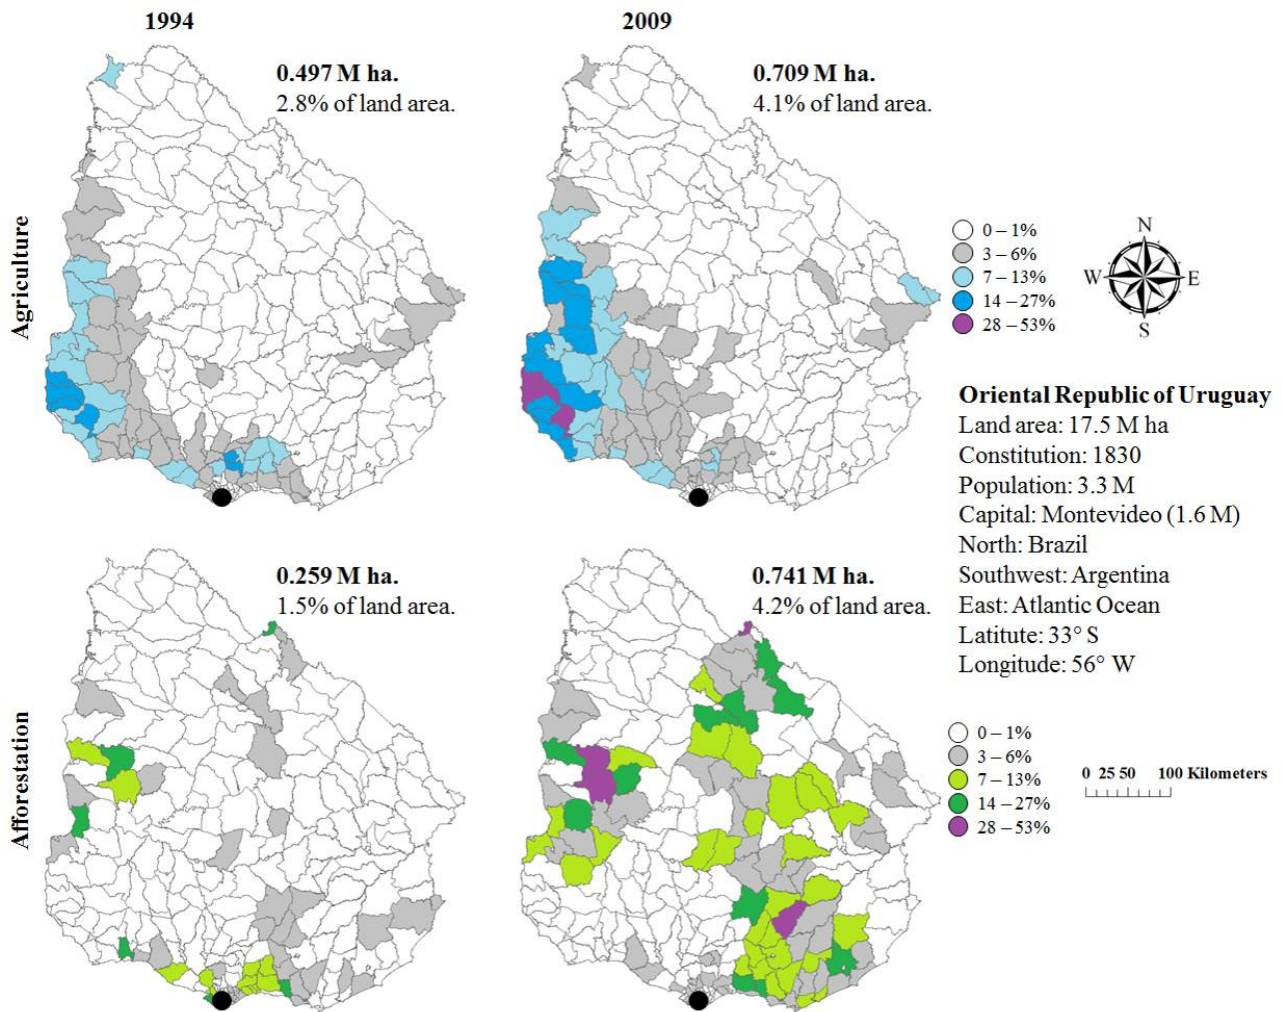 1994
2009
0.497 M ha.
2.8% of land area.
0.709 M ha.
4.1% of land area.
Agriculture
0 – 1%
3 – 6%
7 – 13%
14 – 27%
28 – 53%
N
W
E
S
Oriental Republic of Uruguay
Land area: 17.5 M ha
Constitution: 1830
Population: 3.3 M
Capital: Montevideo (1.6 M)
North: Brazil
Southwest: Argentina
East: Atlantic Ocean
Latitute: 33° S
Longitude: 56° W
0.259 M ha.
1.5% of land area.
0.741 M ha.
4.2% of land area.
Afforestation
0 – 1%
3 – 6%
7 – 13%
14 – 27%
28 – 53%
0 25 50 100 Kilometers